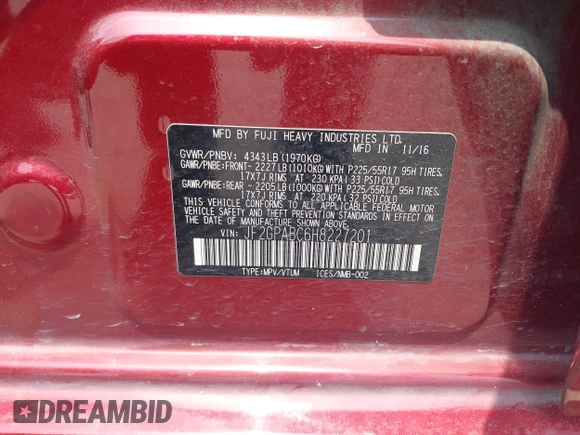 MFD BY FUJI HEAVY INDUSTRIES LTD.
MFD IN 11/16
GVWR/PNBV: 4343LB(1970KG)
GAWR/PNBE:FRONT- 2227LB(1010KG)WITH P225/55R17 95H TIRES.
17X7J RIMS AT 230 KPA( 33 PSI)COLD
GAWR/PNBE:REAR - 2205LB(1000KG)WITH P225/55R17 95H TIRES.
17X7J RIMS AT 220 KPA( 32 PSI)COLD
THIS VEHICLE CONFORMS TO ALL APPLICABLE FEDERAL MOTOR
VEHICLE SAFETY AND THEFT PREVENTION STANDARDS IN EFFECT
ON THE DATE OF MANUFACTURE SHOWN ABOVE.
VIN: JF2GPABC6H8227201
TYPE:MPV/VTUM ICES/NMB-002
DREAMBID